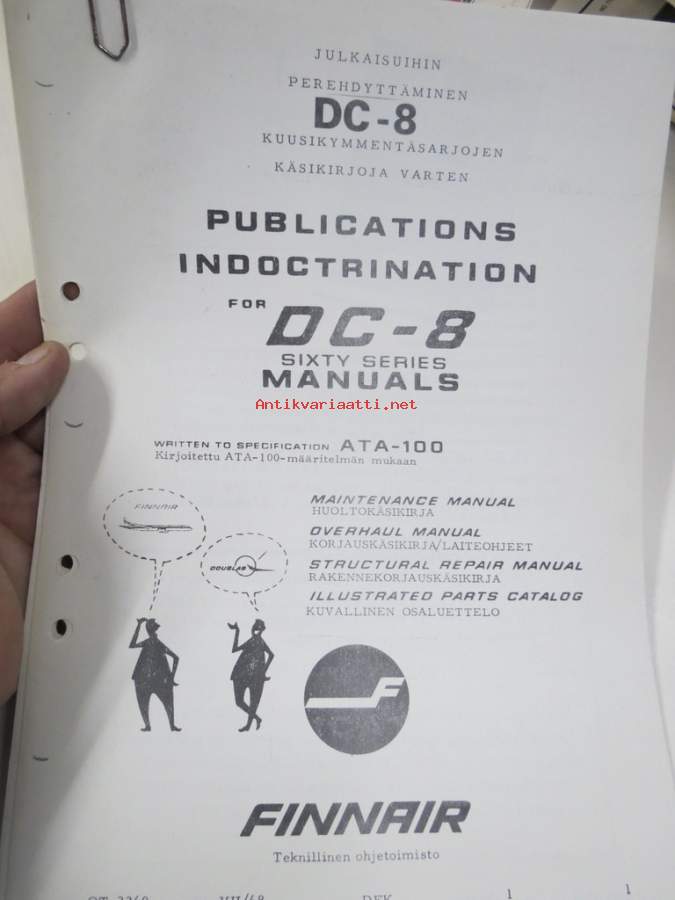 JULKAISUIHIN
PEREHDYTTÄMINEN
DC-8
KUUSIKYMMENTÄSARJOJEN
KÄSIKIRJOJA VARTEN
PUBLICATIONS
INDOCTRINATION
FOR DC-8
SIXTY SERIES
MANUALS
Antikvariaatti.net
WRITTEN TO SPECIFICATION ATA-100
Kirjoitettu ATA-100-määritelmän mukaan
FINNAIR
DOUGLAS
MAINTENANCE MANUAL
HUOLTOKÄSIKIRJA
OVERHAUL MANUAL
KORJAUSKÄSIKIRJA/LAITEOHJEET
STRUCTURAL REPAIR MANUAL
RAKENNEKORJAUSKÄSIKIRJA
ILLUSTRATED PARTS CATALOG
KUVALLINEN OSALUETTELO
F
FINNAIR
Teknillinen ohjetoimisto
1 1